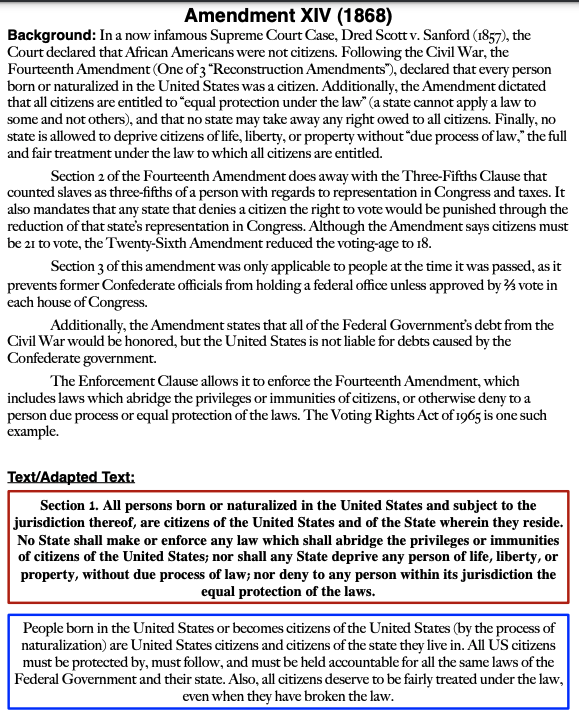 Amendment XIV (1868)
Background: In a now infamous Supreme Court Case, Dred Scott v. Sanford (1857), the
Court declared that African Americans were not citizens. Following the Civil War, the
Fourteenth Amendment (One of 3 “Reconstruction Amendments”), declared that every person
born or naturalized in the United States was a citizen. Additionally, the Amendment dictated
that all citizens are entitled to “equal protection under the law” (a state cannot apply a law to
some and not others), and that no state may take away any right owed to all citizens. Finally, no
state is allowed to deprive citizens of life, liberty, or property without “due process of law,” the full
and fair treatment under the law to which all citizens are entitled.
Section 2 of the Fourteenth Amendment does away with the Three-Fifths Clause that
counted slaves as three-fifths of a person with regards to representation in Congress and taxes. It
also mandates that any state that denies a citizen the right to vote would be punished through the
reduction of that state’s representation in Congress. Although the Amendment says citizens must
be 21 to vote, the Twenty-Sixth Amendment reduced the voting-age to 18.
Section 3 of this amendment was only applicable to people at the time it was passed, as it
prevents former Confederate officials from holding a federal office unless approved by ⅔ vote in
each house of Congress.
Additionally, the Amendment states that all of the Federal Government’s debt from the
Civil War would be honored, but the United States is not liable for debts caused by the
Confederate government.
The Enforcement Clause allows it to enforce the Fourteenth Amendment, which
includes laws which abridge the privileges or immunities of citizens, or otherwise deny to a
person due process or equal protection of the laws. The Voting Rights Act of 1965 is one such
example.
Text/Adapted Text:
Section 1. All persons born or naturalized in the United States and subject to the
jurisdiction thereof, are citizens of the United States and of the State wherein they reside.
No State shall make or enforce any law which shall abridge the privileges or immunities
of citizens of the United States; nor shall any State deprive any person of life, liberty, or
property, without due process of law; nor deny to any person within its jurisdiction the
equal protection of the laws.
People born in the United States or becomes citizens of the United States (by the process of
naturalization) are United States citizens and citizens of the state they live in. All US citizens
must be protected by, must follow, and must be held accountable for all the same laws of the
Federal Government and their state. Also, all citizens deserve to be fairly treated under the law,
even when they have broken the law.